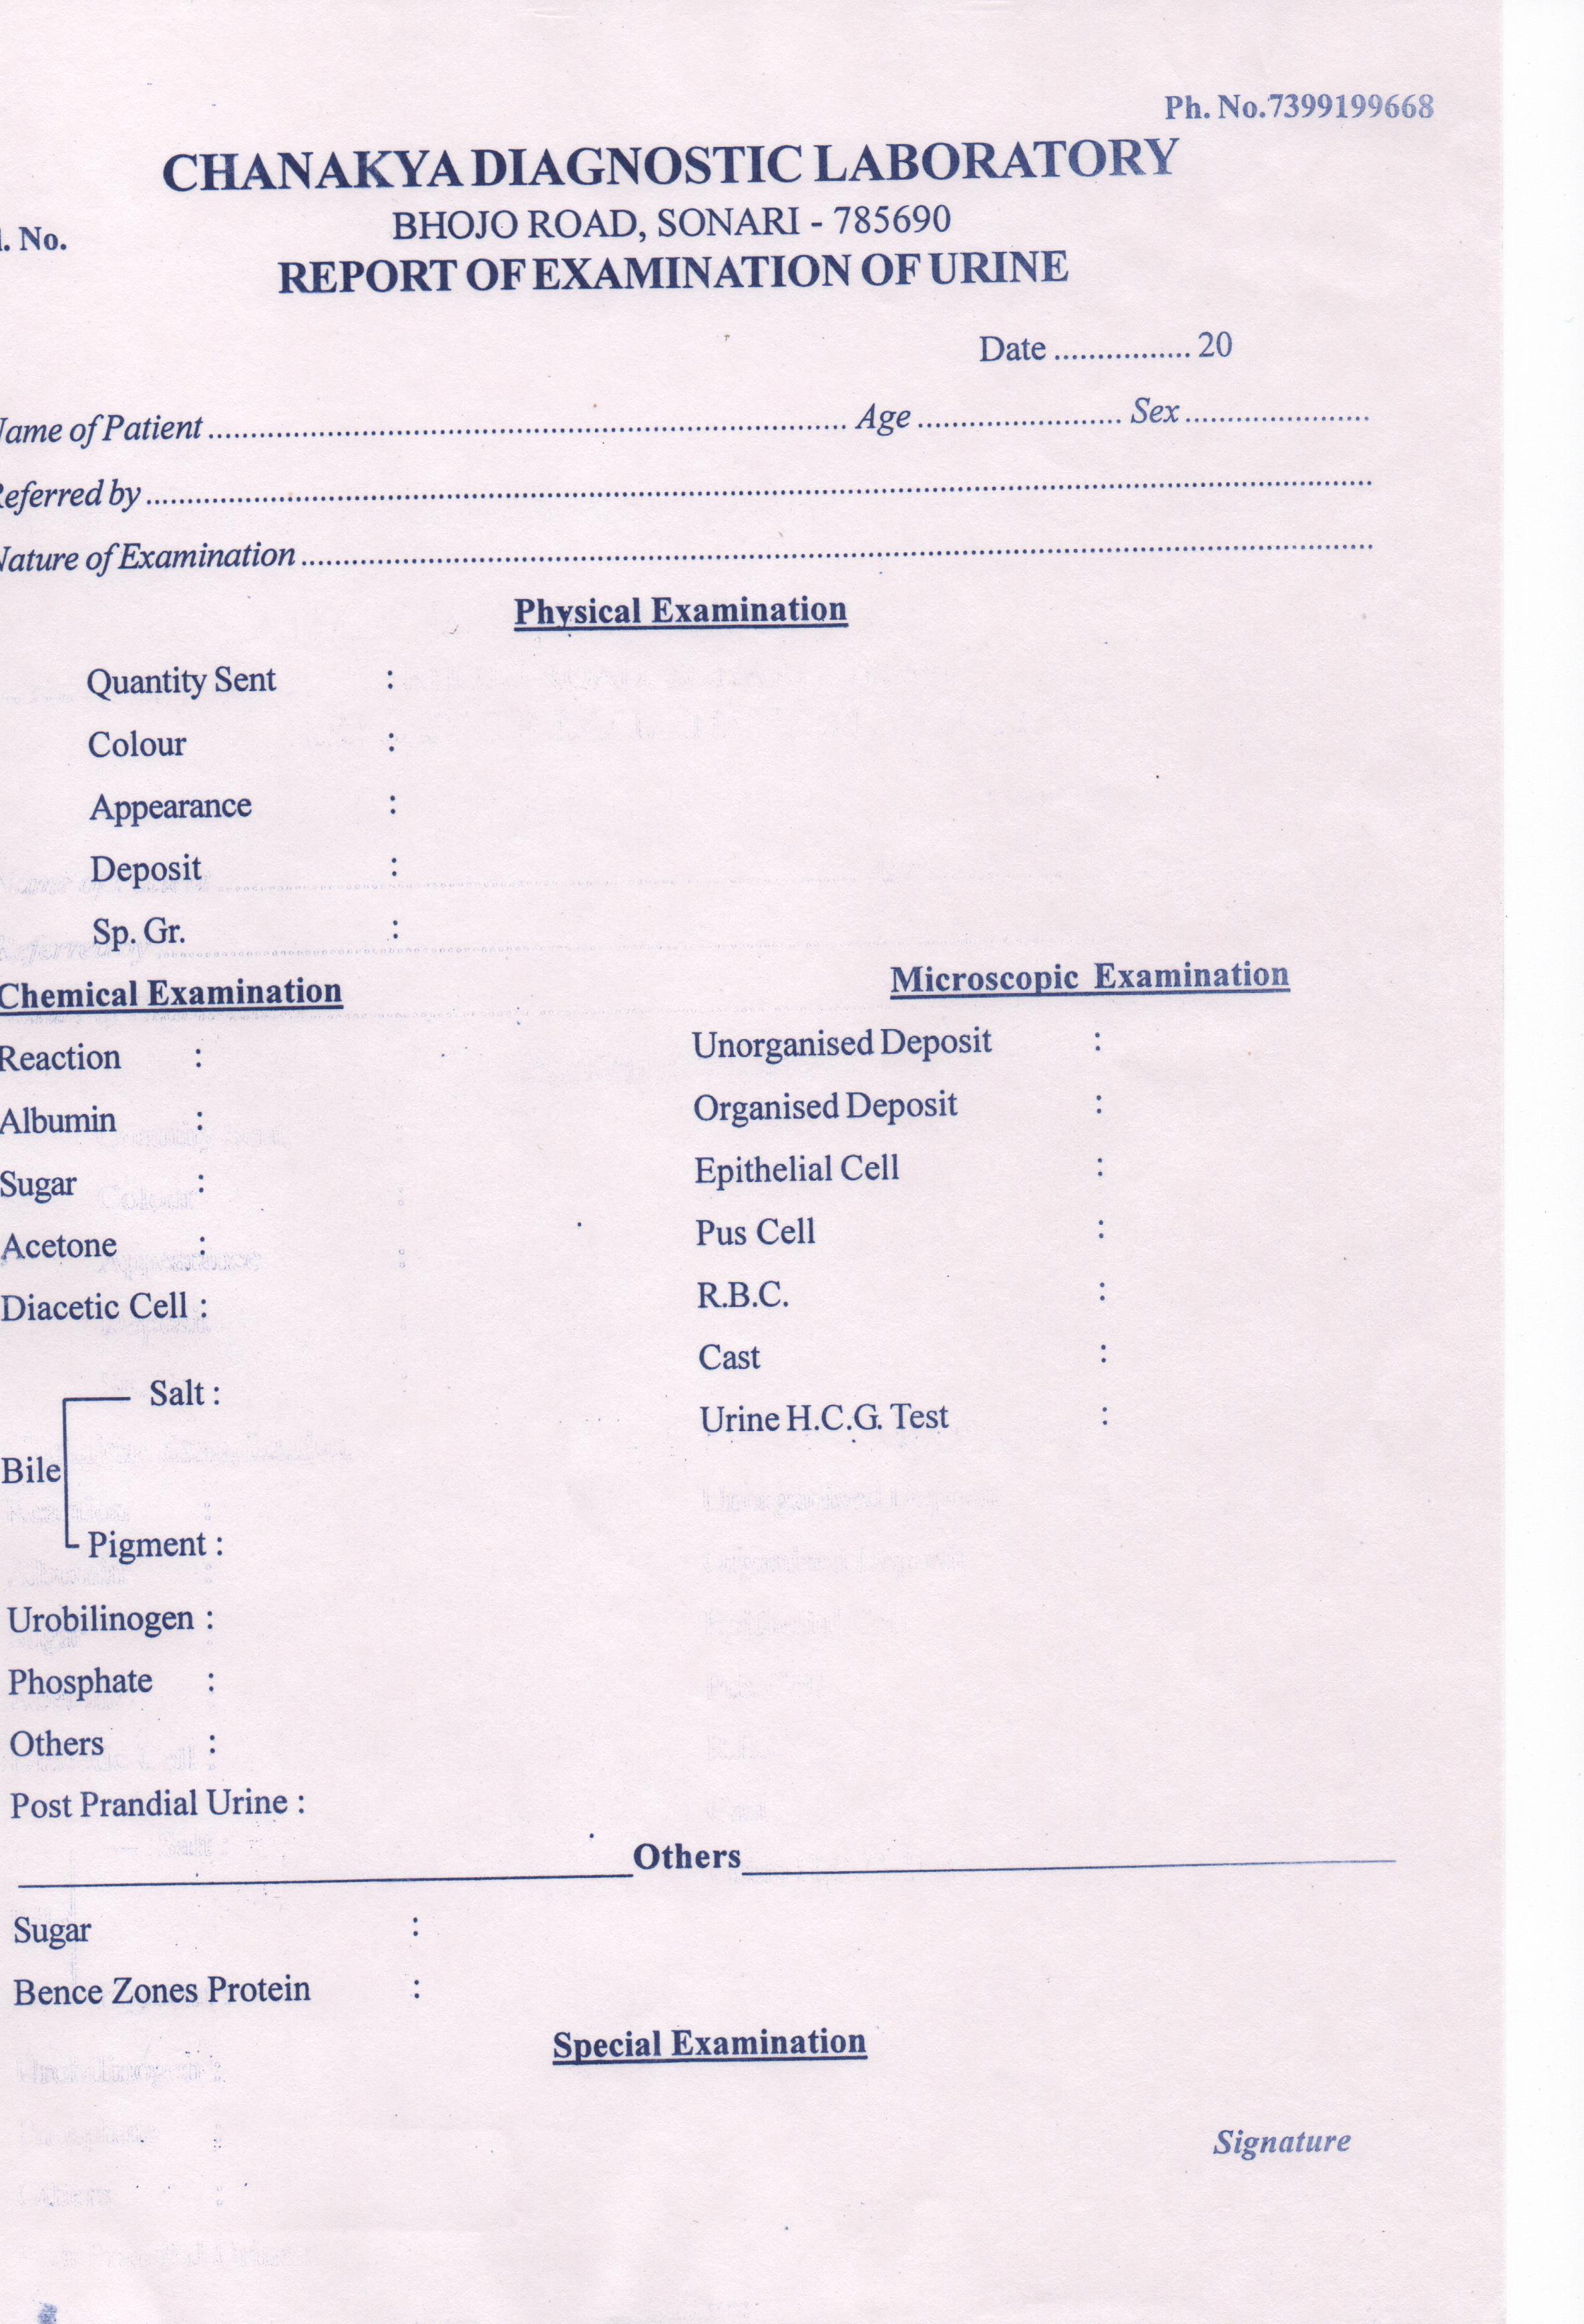 Ph. No.7399199668
CHANAKYA DIAGNOSTIC LABORATORY
BHOJO ROAD, SONARI - 785690
. No.
REPORT OF EXAMINATION OF URINE
Date ................ 20
Name of Patient ........................................ Age .................... Sex ....................
Referred by ........................................
Nature of Examination ........................................
Physical Examination
Quantity Sent :
Colour :
Appearance :
Deposit :
Sp. Gr. :
Chemical Examination
Reaction :
Albumin :
Sugar :
Acetone :
Diacetic Cell :
Salt :
Bile
Pigment :
Urobilinogen :
Phosphate :
Others :
Post Prandial Urine :
Microscopic Examination
Unorganised Deposit :
Organised Deposit :
Epithelial Cell :
Pus Cell :
R.B.C. :
Cast :
Urine H.C.G. Test :
Others
Sugar :
Bence Zones Protein :
Special Examination
Signature